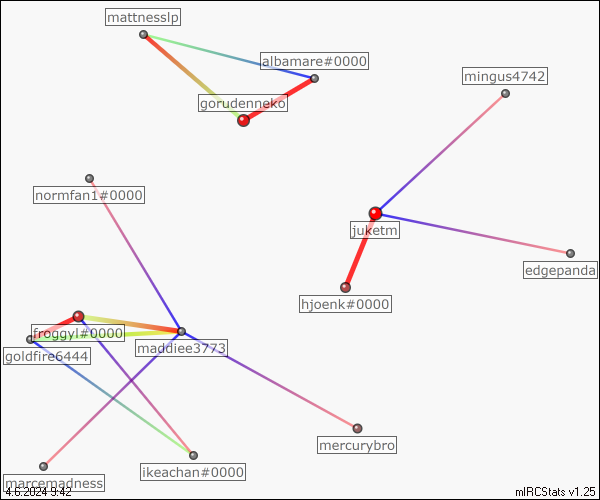 mattnesslp
albamare#0000
mingus4742
gorudenneko
normfan1#0000
juketm
edgepanda
hjoenk#0000
froggyl#0000
maddiee3773
goldfire6444
mercurybro
ikeachan#0000
marcemadness
4.6.2024 9:42
mIRCStats v1.25